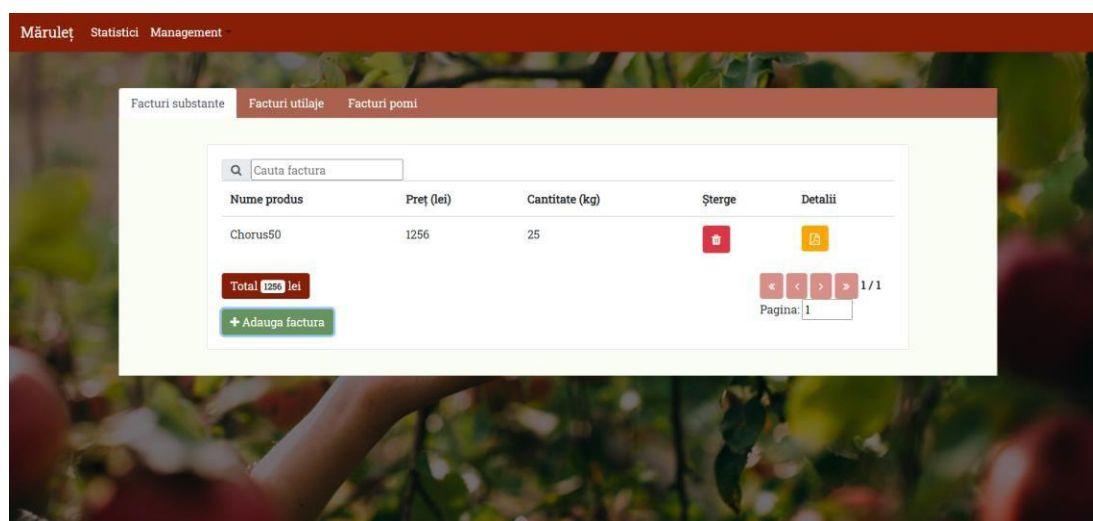 Măruleț Statistici Management
Facturi substante Facturi utilaje Facturi pomi
Cauta factura
Nume produs Preț (lei) Cantitate (kg) Șterge Detalii
Chorus50 1256 25
Total 1256 lei
« ‹ › » 1 / 1
+ Adauga factura
Pagina: 1